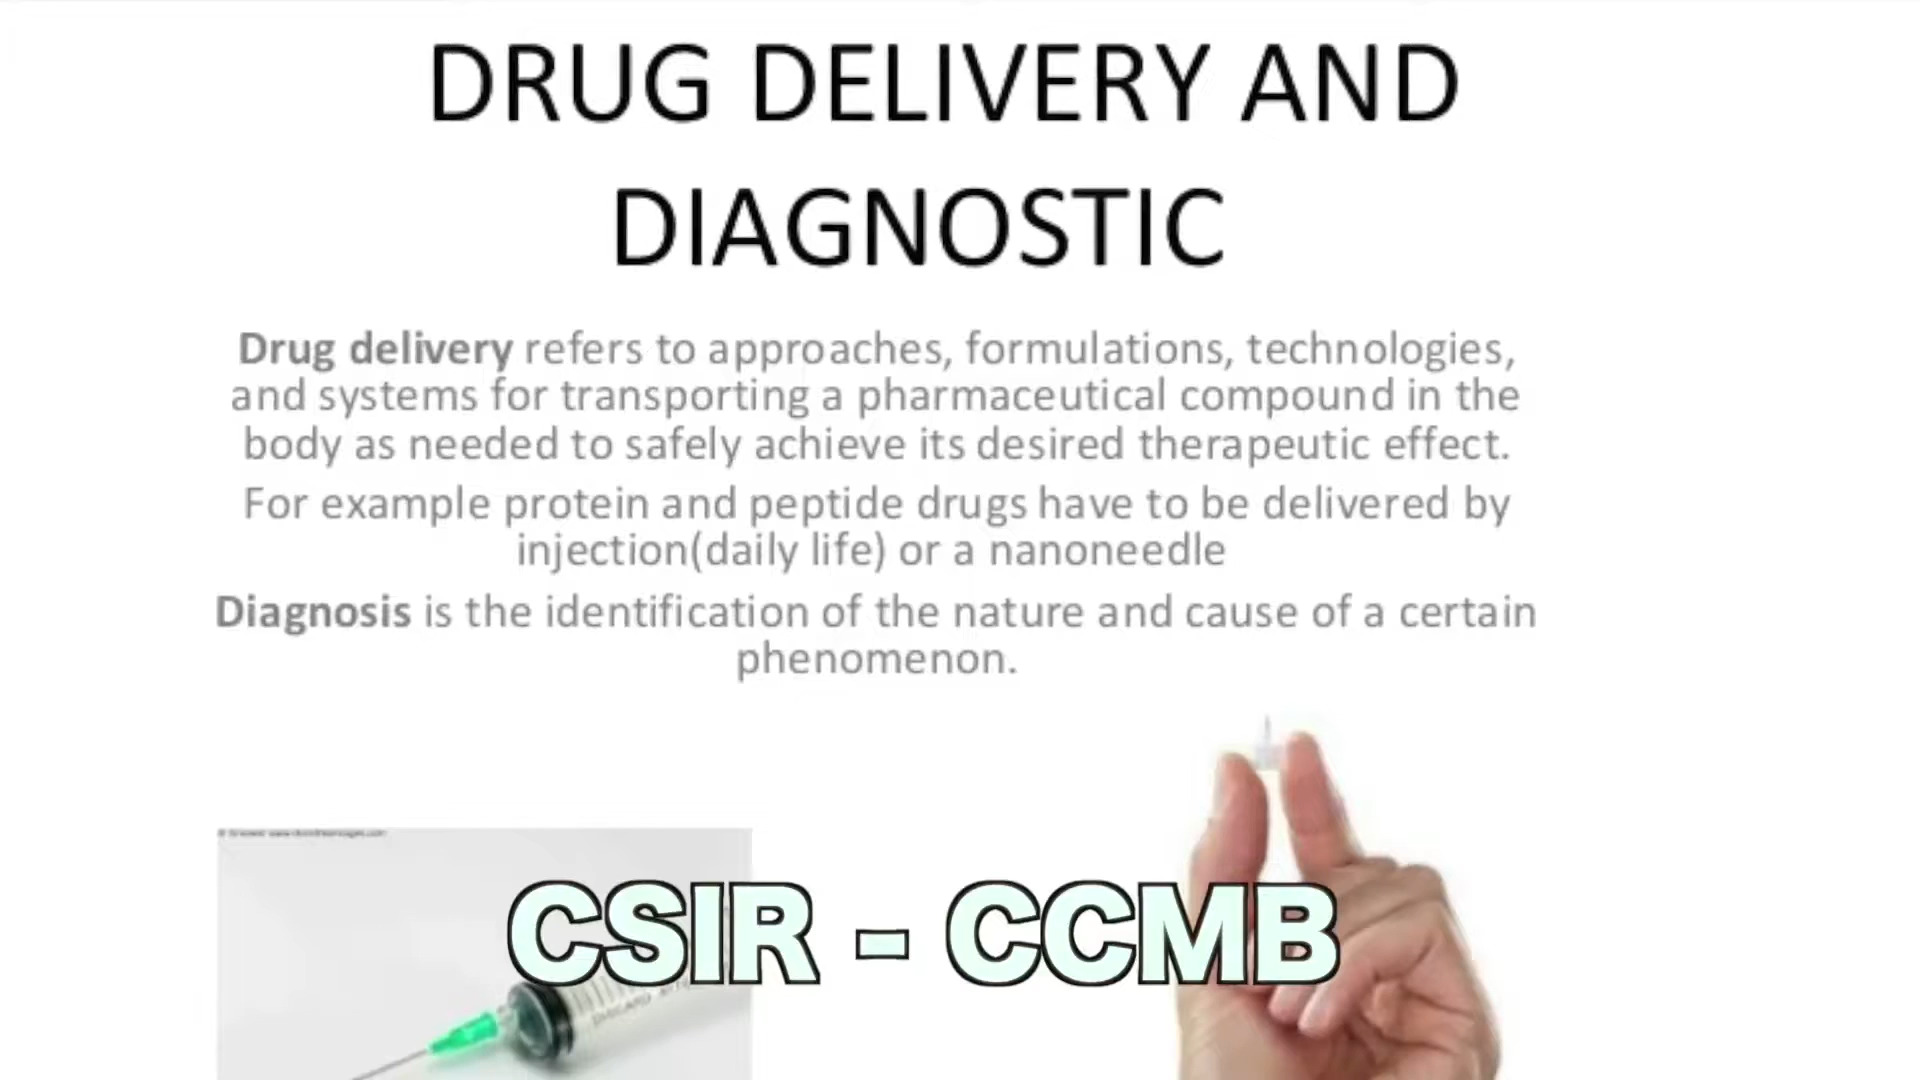 DRUG DELIVERY AND
DIAGNOSTIC
Drug delivery refers to approaches, formulations, technologies,
and systems for transporting a pharmaceutical compound in the
body as needed to safely achieve its desired therapeutic effect.
For example protein and peptide drugs have to be delivered by
injection(daily life) or a nanoneedle
Diagnosis is the identification of the nature and cause of a certain
phenomenon.
CSIR - CCMB